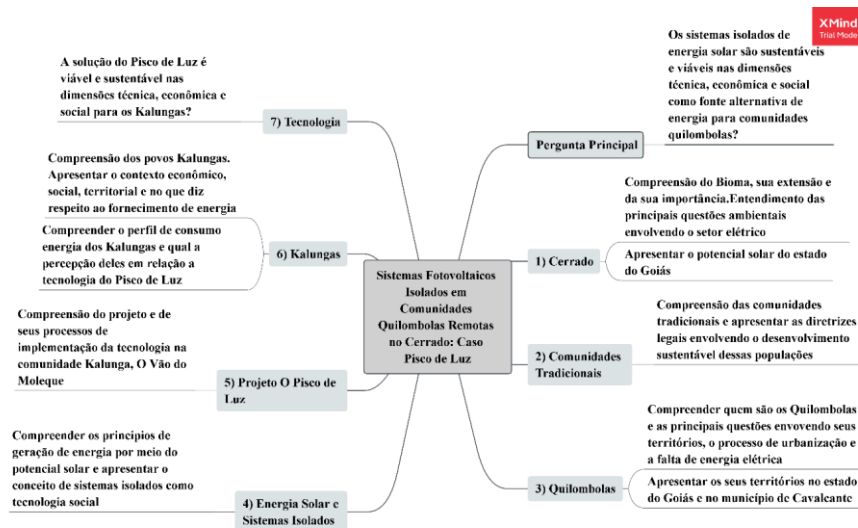 XMind
Trial Mode
Sistemas Fotovoltaicos
Isolados em
Comunidades
Quilombolas Remotas
no Cerrado: Caso
Pisco de Luz
Pergunta Principal
Os sistemas isolados de
energia solar são sustentáveis
e viáveis nas dimensões
técnica, econômica e social
como fonte alternativa de
energia para comunidades
quilombolas?
1) Cerrado
Compreensão do Bioma, sua extensão e
da sua importância.Entendimento das
principais questões ambientais
envolvendo o setor elétrico
Apresentar o potencial solar do estado
do Goiás
2) Comunidades
Tradicionais
Compreensão das comunidades
tradicionais e apresentar as diretrizes
legais envolvendo o desenvolvimento
sustentável dessas populações
3) Quilombolas
Compreender quem são os Quilombolas
e as principais questões envovendo seus
territórios, o processo de urbanização e
a falta de energia elétrica
Apresentar os seus territórios no estado
do Goiás e no município de Cavalcante
4) Energia Solar e
Sistemas Isolados
Compreender os princípios de
geração de energia por meio do
potencial solar e apresentar o
conceito de sistemas isolados como
tecnologia social
5) Projeto O Pisco de
Luz
Compreensão do projeto e de
seus processos de
implementação da tecnologia na
comunidade Kalunga, O Vão do
Moleque
6) Kalungas
Compreensão dos povos Kalungas.
Apresentar o contexto econômico,
social, territorial e no que diz
respeito ao fornecimento de energia
Compreender o perfil de consumo
energia dos Kalungas e qual a
percepção deles em relação a
tecnologia do Pisco de Luz
7) Tecnologia
A solução do Pisco de Luz é
viável e sustentável nas
dimensões técnica, econômica e
social para os Kalungas?